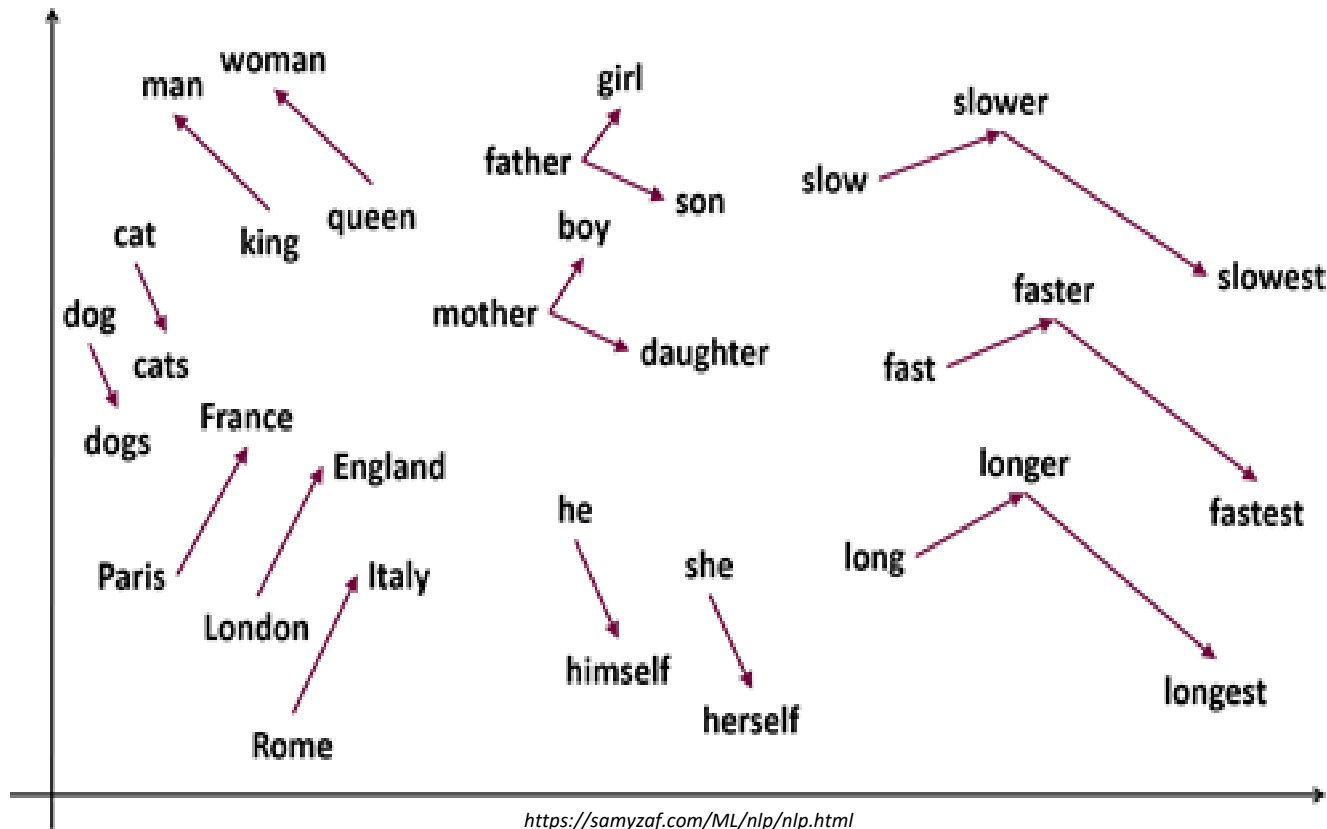 woman
man
girl
slower
father
slow
son
queen
boy
cat
king
slowest
faster
dog
mother
daughter
cats
fast
France
dogs
England
longer
he
fastest
long
she
Paris
Italy
London
himself
longest
herself
Rome
https://samyzaf.com/ML/nlp/nlp.html